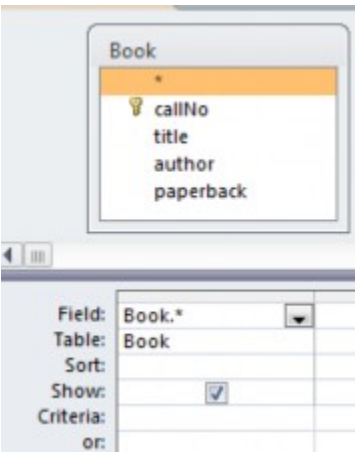 Book
*
callNo
title
author
paperback
Field: Book.*
Table: Book
Sort:
Show:
Criteria:
or: